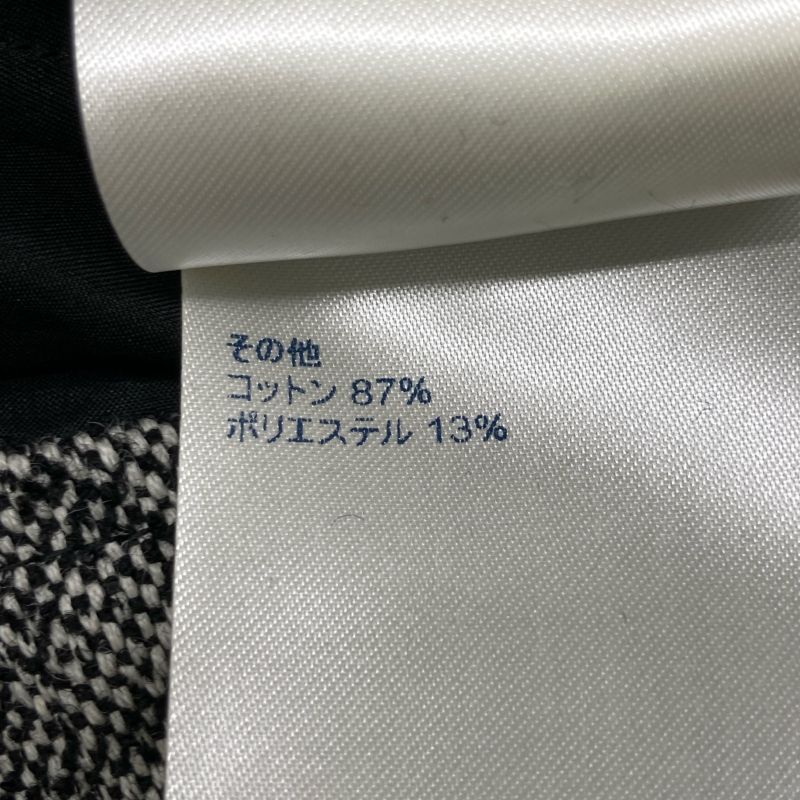 その他
コットン 87%
ポリエステル 13%